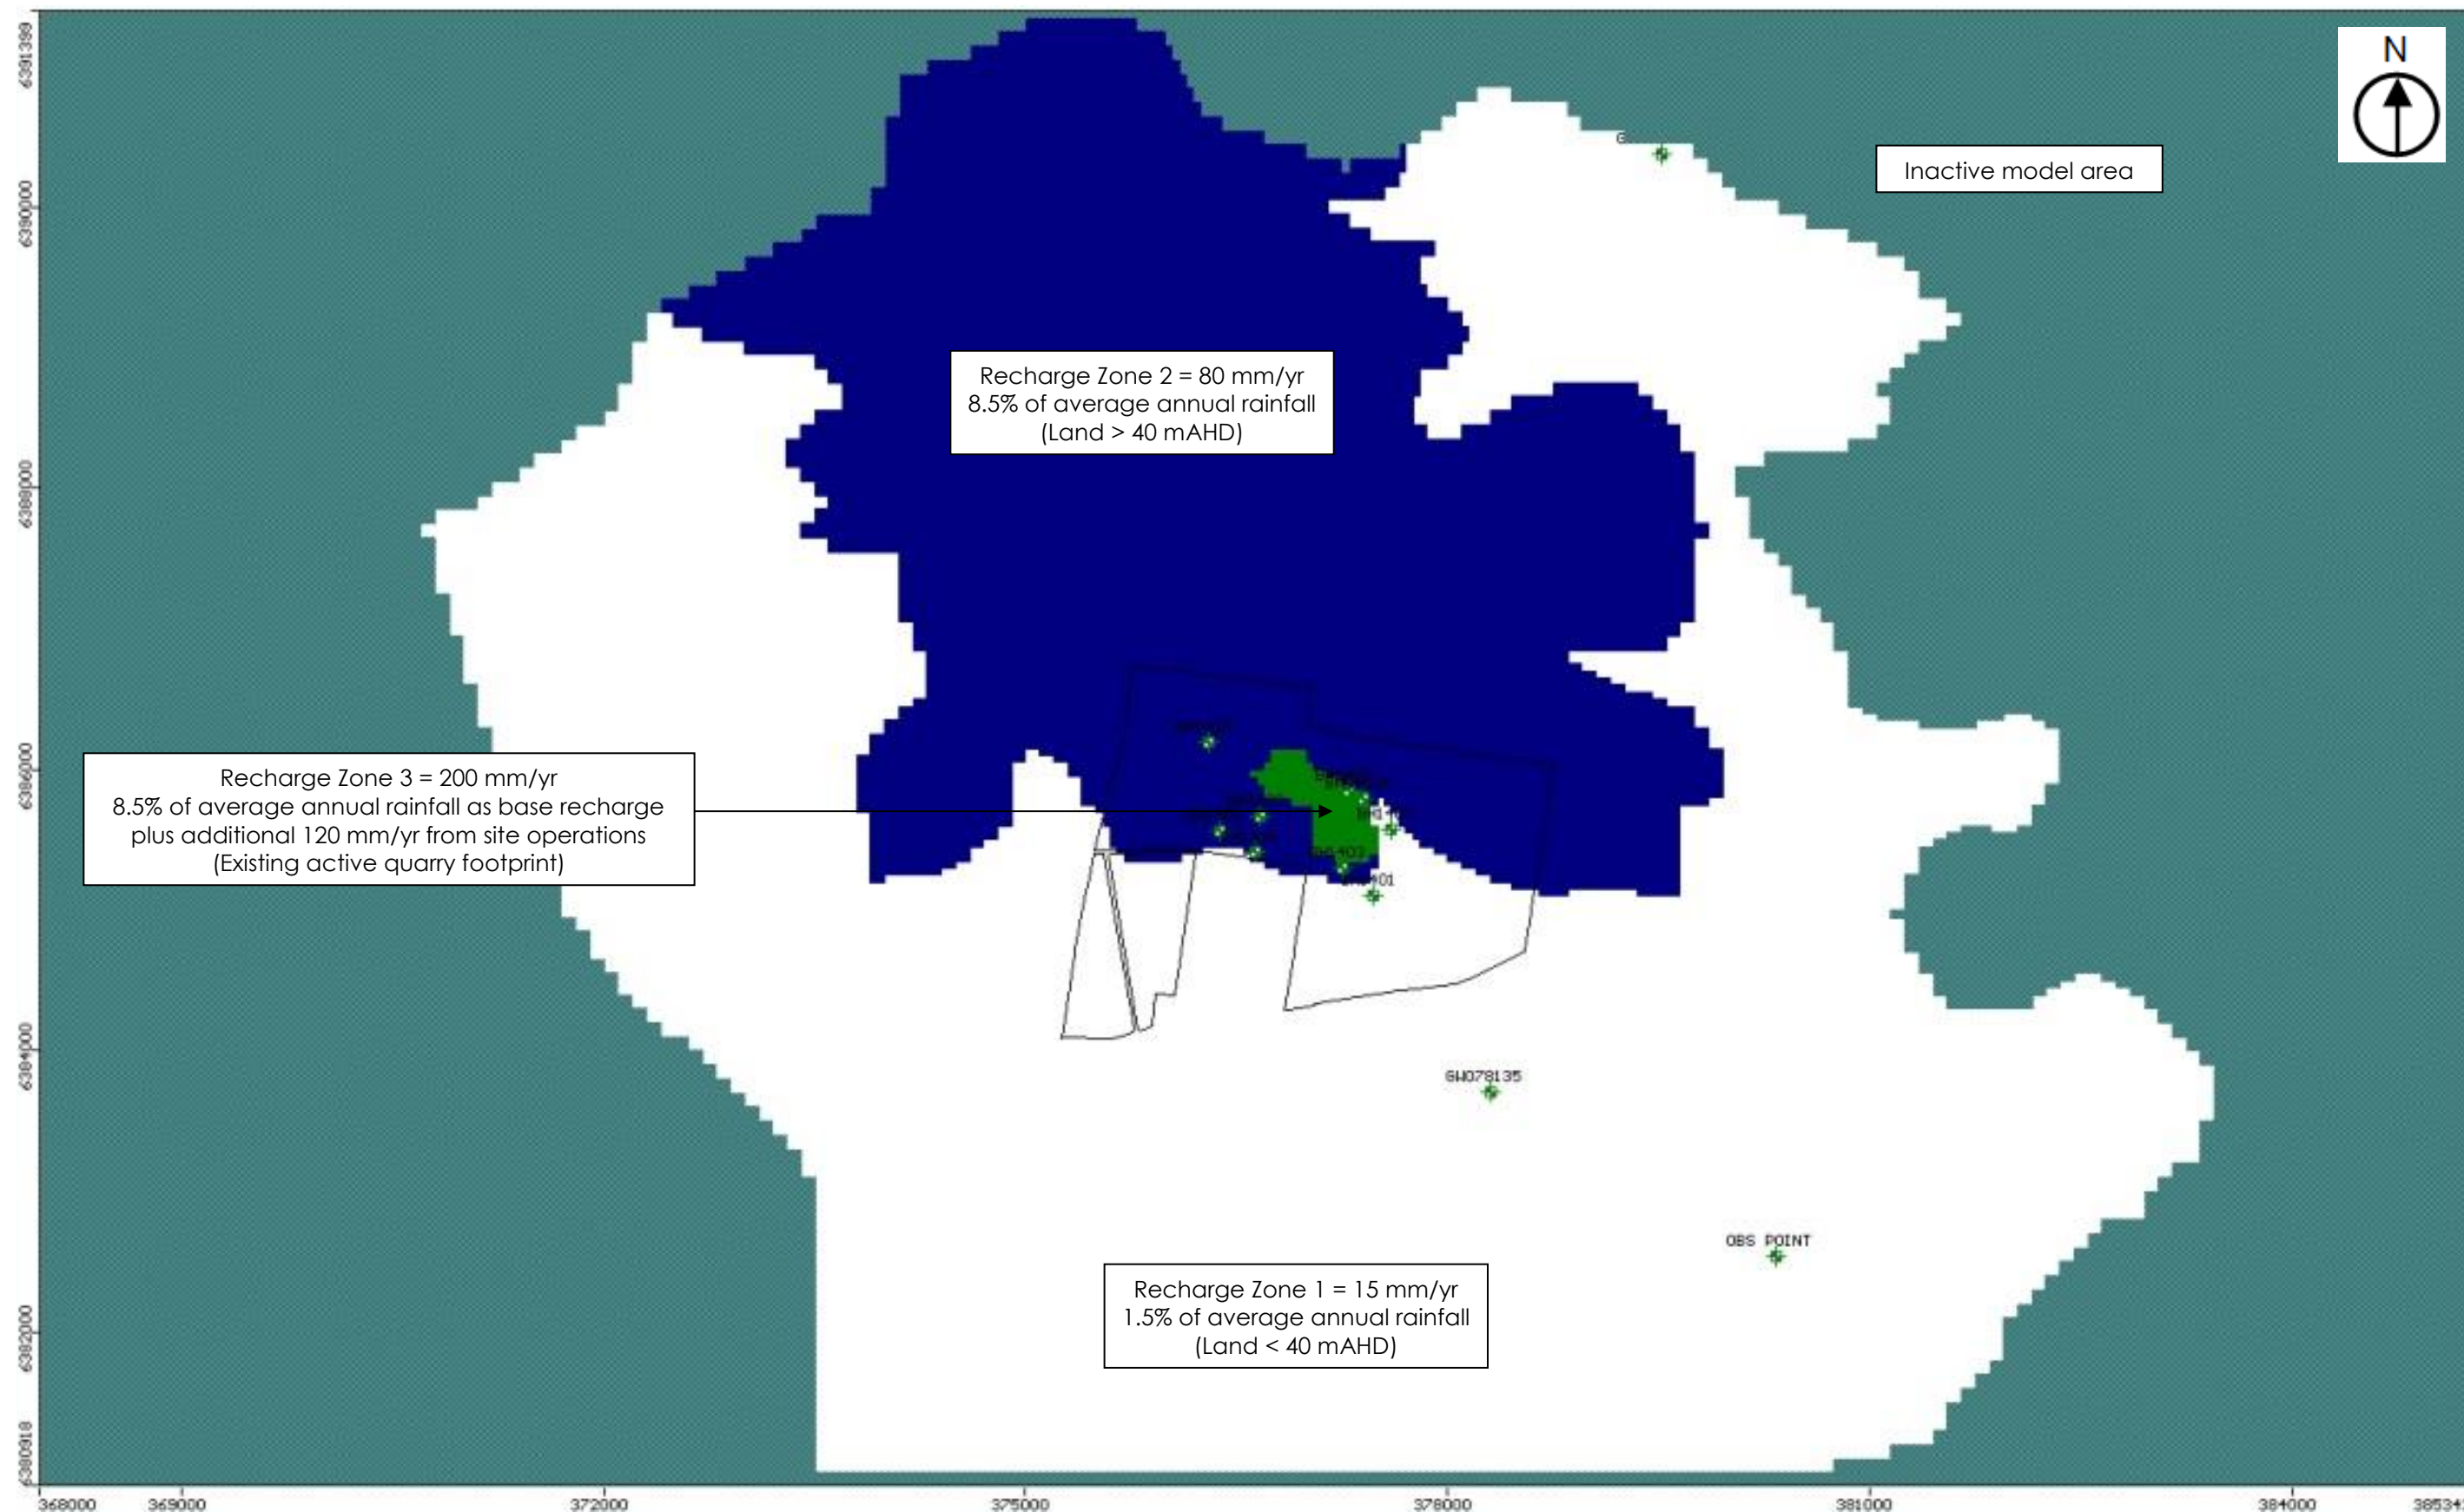 N
Inactive model area
Recharge Zone 2 = 80 mm/yr
8.5% of average annual rainfall
(Land > 40 mAHD)
Recharge Zone 3 = 200 mm/yr
8.5% of average annual rainfall as base recharge
plus additional 120 mm/yr from site operations
(Existing active quarry footprint)
GW078135
OBS POINT
Recharge Zone 1 = 15 mm/yr
1.5% of average annual rainfall
(Land < 40 mAHD)
6391399
6390000
6388000
6386000
6384000
6382000
6380918
368000
369000
372000
375000
378000
381000
384000